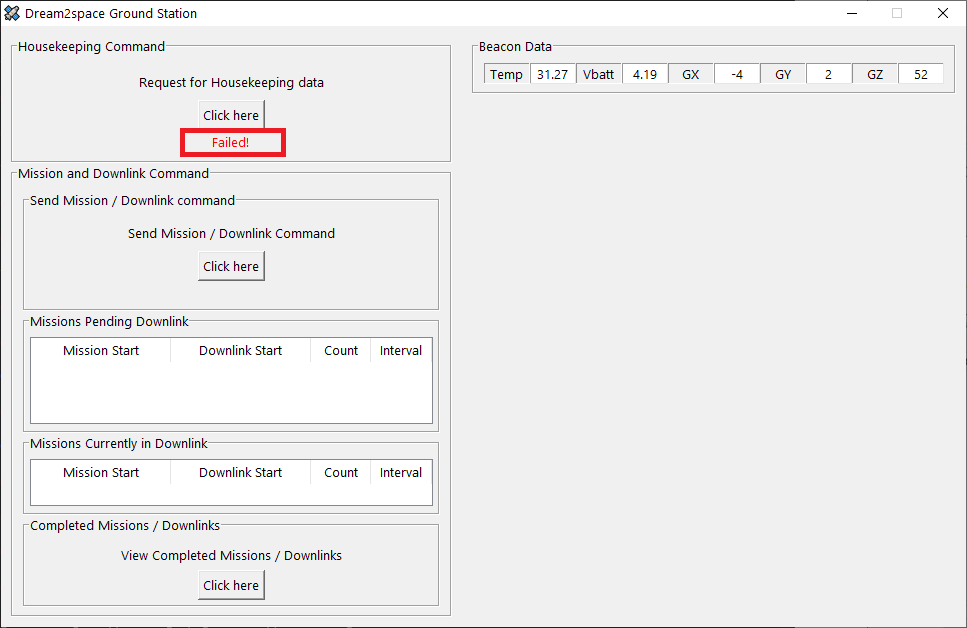 Dream2space Ground Station
Housekeeping Command
Request for Housekeeping data
Click here
Failed!
Mission and Downlink Command
Send Mission / Downlink command
Send Mission / Downlink Command
Click here
Missions Pending Downlink
Mission Start Downlink Start Count Interval
Missions Currently in Downlink
Mission Start Downlink Start Count Interval
Completed Missions / Downlinks
View Completed Missions / Downlinks
Click here
Beacon Data
Temp 31.27 Vbatt 4.19 GX -4 GY 2 GZ 52